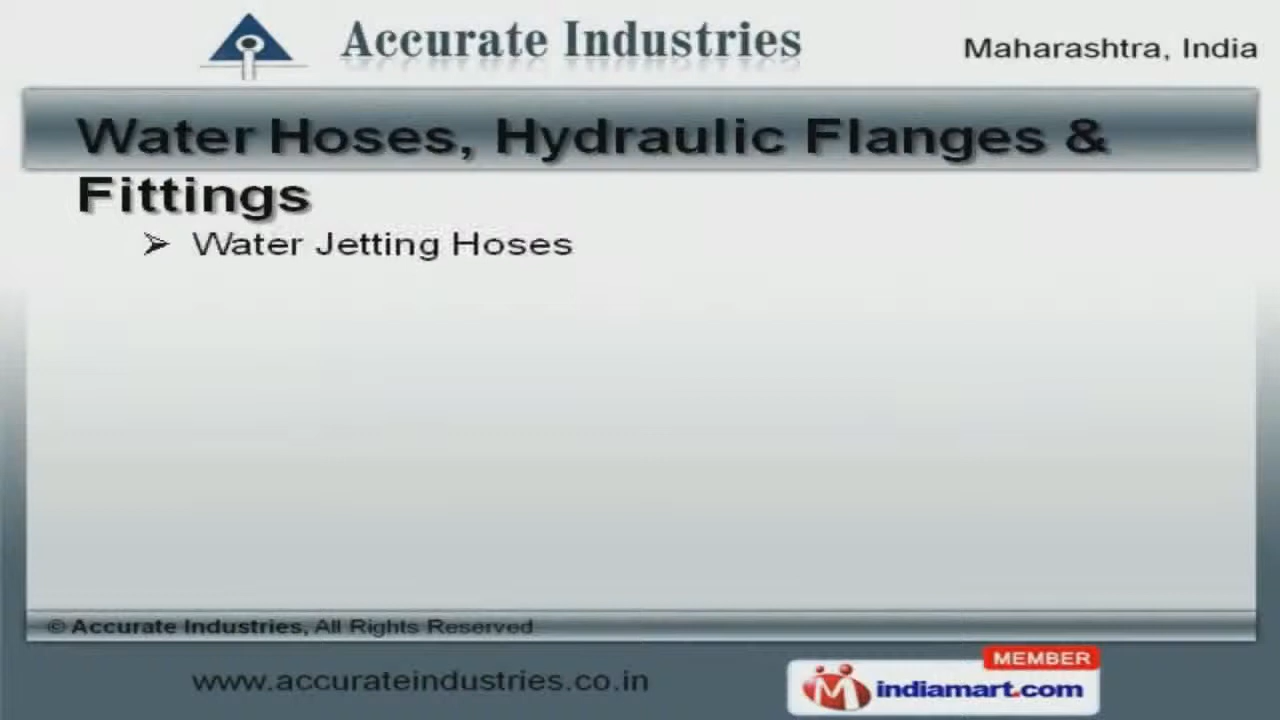 Accurate Industries
Maharashtra, India
Water Hoses, Hydraulic Flanges &
Fittings
➢ Water Jetting Hoses
© Accurate Industries, All Rights Reserved
www.accurateindustries.co.in
MEMBER
indiamart.com